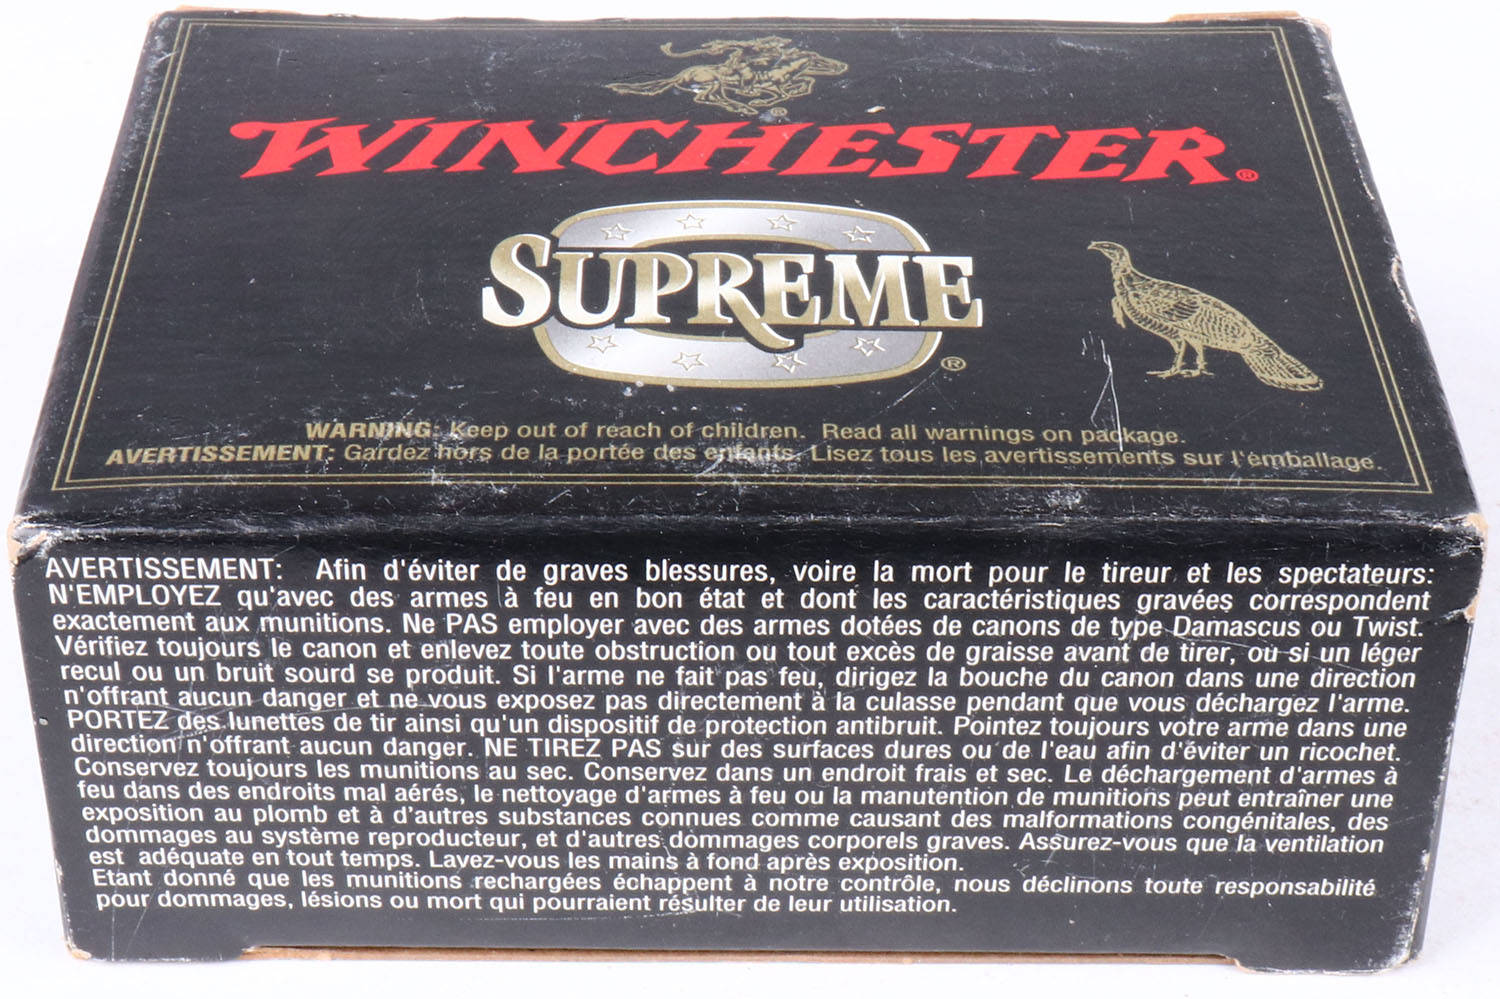 WINCHESTER®
SUPREME®
WARNING: Keep out of reach of children. Read all warnings on package.
AVERTISSEMENT: Gardez hors de la portée des enfants. Lisez tous les avertissements sur l'emballage.
AVERTISSEMENT: Afin d'éviter de graves blessures, voire la mort pour le tireur et les spectateurs:
N'EMPLOYEZ qu'avec des armes à feu en bon état et dont les caractéristiques gravées correspondent
exactement aux munitions. Ne PAS employer avec des armes dotées de canons de type Damascus ou Twist.
Vérifiez toujours le canon et enlevez toute obstruction ou tout excès de graisse avant de tirer, ou si un léger
recul ou un bruit sourd se produit. Si l'arme ne fait pas feu, dirigez la bouche du canon dans une direction
n'offrant aucun danger et ne vous exposez pas directement à la culasse pendant que vous déchargez l'arme.
PORTEZ des lunettes de tir ainsi qu'un dispositif de protection antibruit. Pointez toujours votre arme dans une
direction n'offrant aucun danger. NE TIREZ PAS sur des surfaces dures ou de l'eau afin d'éviter un ricochet.
Conservez toujours les munitions au sec. Conservez dans un endroit frais et sec. Le déchargement d'armes à
feu dans des endroits mal aérés, le nettoyage d'armes à feu ou la manutention de munitions peut entraîner une
exposition au plomb et à d'autres substances connues comme causant des malformations congénitales, des
dommages au système reproducteur, et d'autres dommages corporels graves. Assurez-vous que la ventilation
est adéquate en tout temps. Lavez-vous les mains à fond après exposition.
Etant donné que les munitions rechargées échappent à notre contrôle, nous déclinons toute responsabilité
pour dommages, lésions ou mort qui pourraient résulter de leur utilisation.